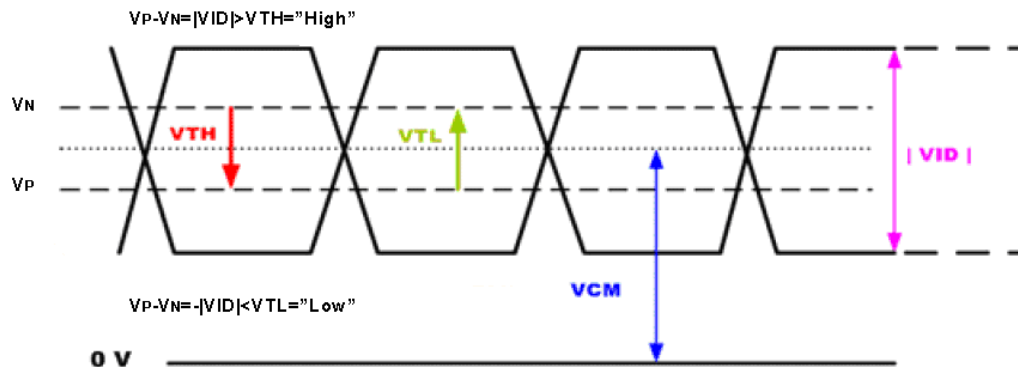 VP-VN=|VID|>VTH="High"
VN
VTH
VTL
| VID |
VP
VCM
VP-VN=-|VID|<VTL="Low"
0 V